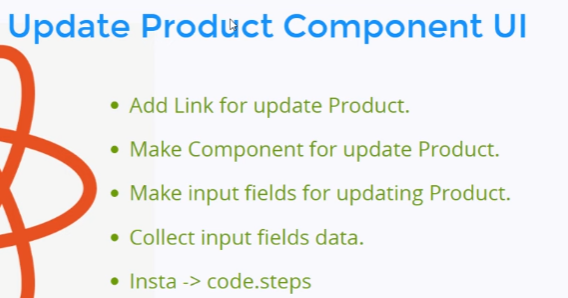 Update Product Component UI
• Add Link for update Product.
• Make Component for update Product.
• Make input fields for updating Product.
• Collect input fields data.
• Insta -> code.steps